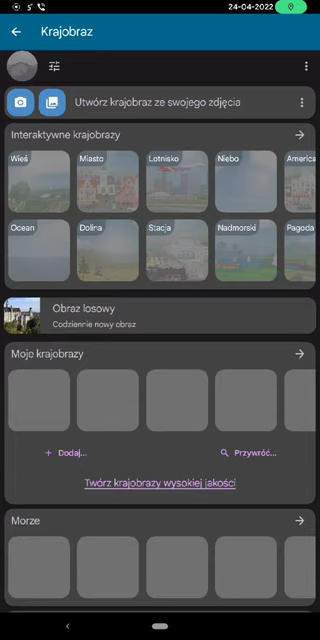 24-04-2022
Krajobraz
Utwórz krajobraz ze swojego zdjęcia
Interaktywne krajobrazy
Wieś
Miasto
Lotnisko
Niebo
America
Ocean
Dolina
Stacja
Nadmorski
Pagoda
Obraz losowy
Codziennie nowy obraz
Moje krajobrazy
+ Dodaj...
Przywróć...
Twórz krajobrazy wysokiej jakości
Morze